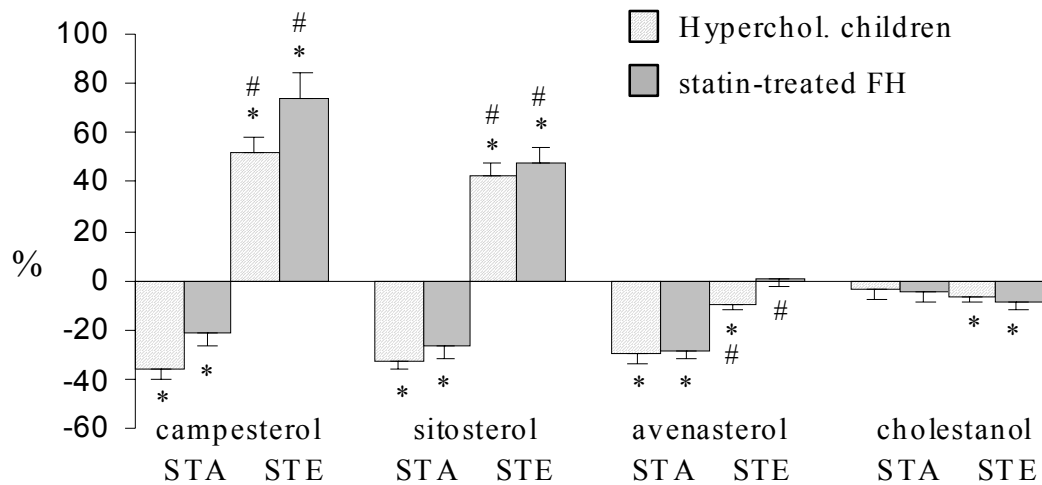 100
80
60
40
20
0
-20
-40
-60
%
Hyperchol. children
statin-treated FH
# #
* *
# #
* *
* * * * * * * #
# * *
campesterol sitosterol avenasterol cholestanol
STA STE STA STE STA STE STA STE